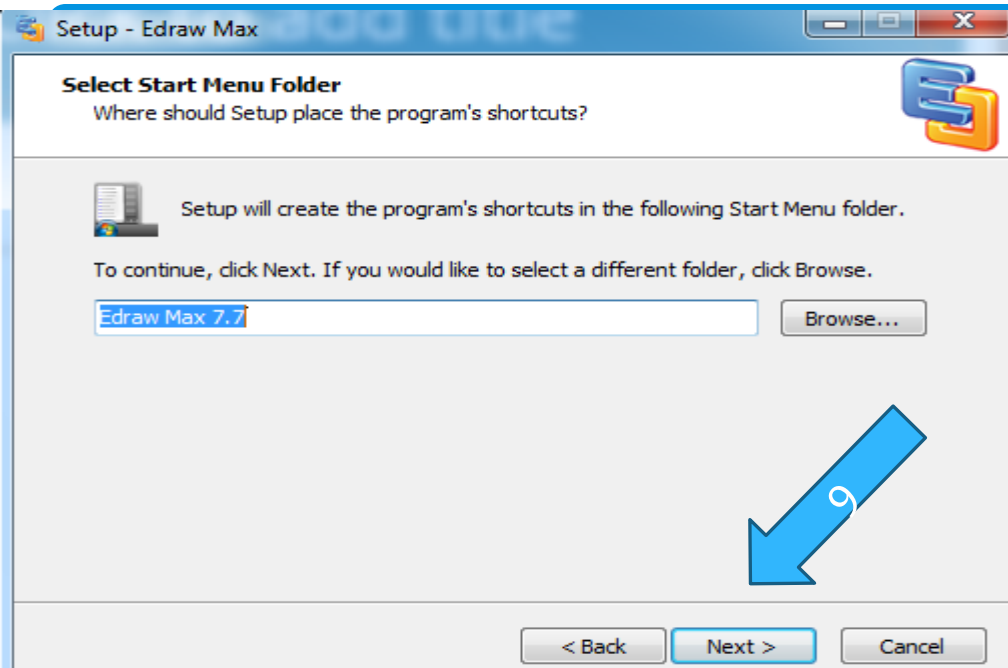 add title
Setup - Edraw Max
Select Start Menu Folder
Where should Setup place the program's shortcuts?
Setup will create the program's shortcuts in the following Start Menu folder.
To continue, click Next. If you would like to select a different folder, click Browse.
Edraw Max 7.7
Browse...
< Back
Next >
Cancel